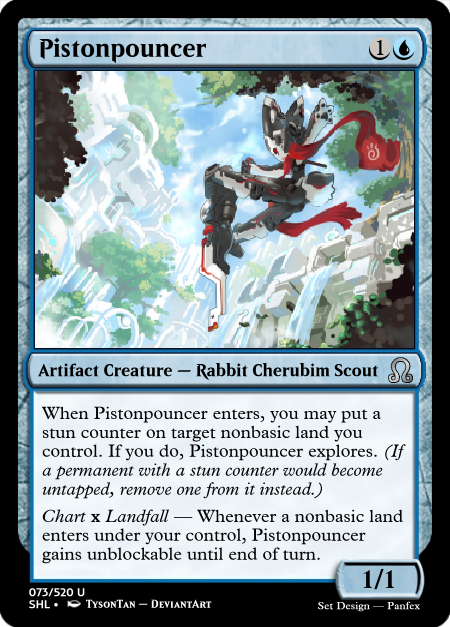 Pistonpouncer 1
Artifact Creature — Rabbit Cherubim Scout
When Pistonpouncer enters, you may put a
stun counter on target nonbasic land you
control. If you do, Pistonpouncer explores. (If
a permanent with a stun counter would become
untapped, remove one from it instead.)
Chart x Landfall — Whenever a nonbasic land
enters under your control, Pistonpouncer
gains unblockable until end of turn.
1/1
073/520 U
SHL • TysonTan — DeviantArt
Set Design — Panfex